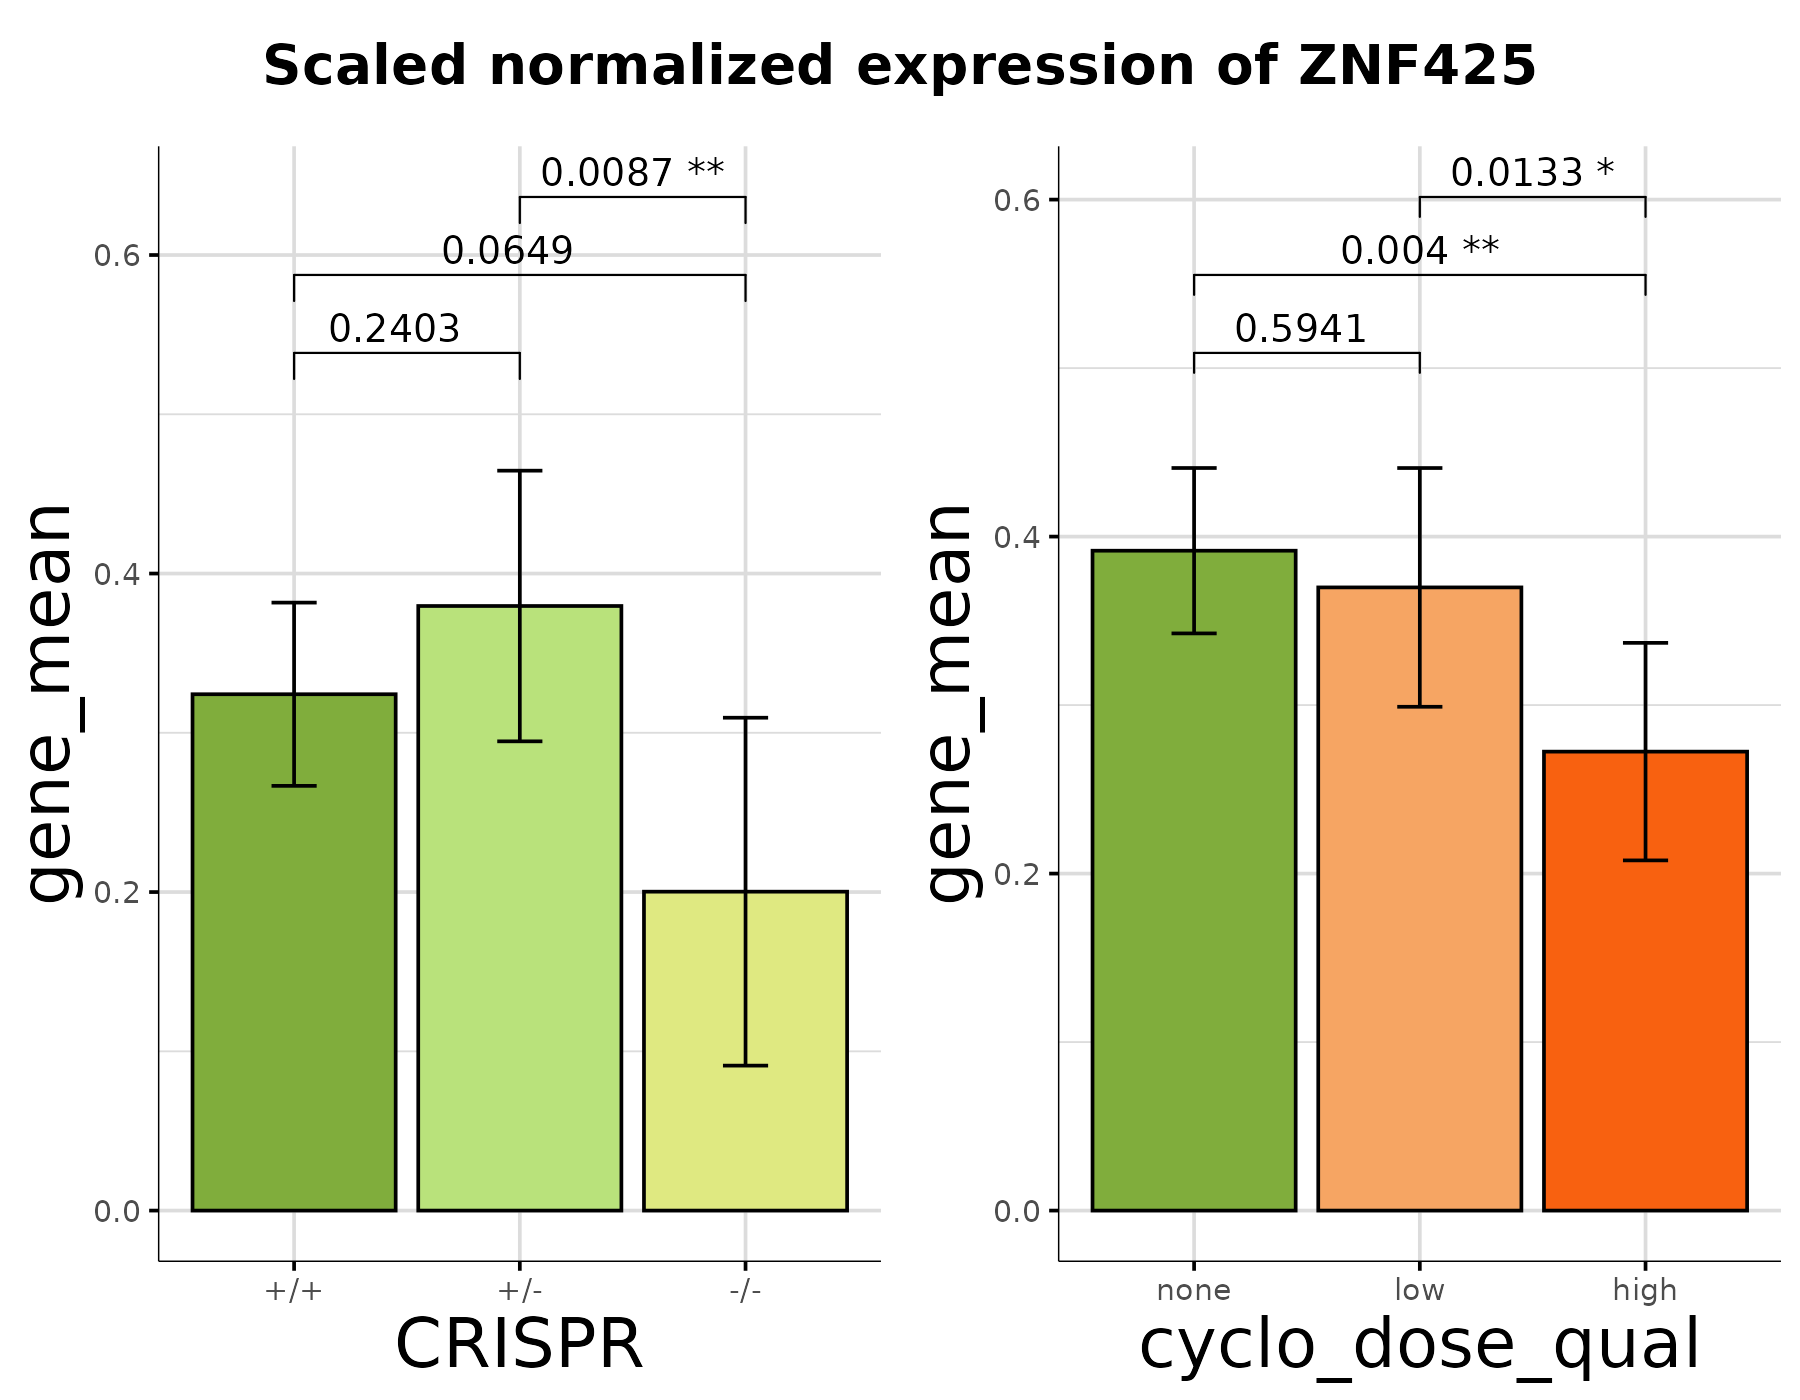 Scaled normalized expression of ZNF425
0.0087 **
0.0649
0.2403
0.6
0.4
0.2
0.0
gene_mean
+/+ +/- -/-
CRISPR
0.0133 *
0.004 **
0.5941
0.6
0.4
0.2
0.0
gene_mean
none low high
cyclo_dose_qual